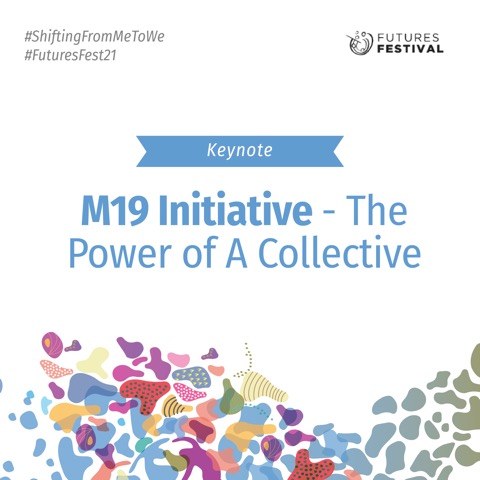 #ShiftingFromMeToWe
#FuturesFest21
FUTURES
FESTIVAL
Keynote
M19 Initiative - The
Power of A Collective